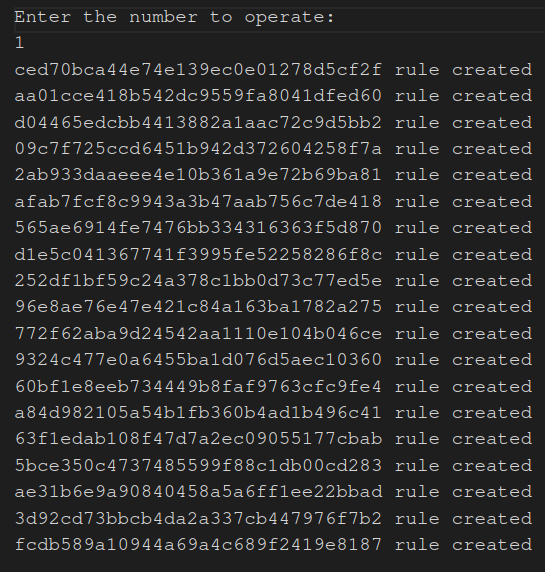 Enter the number to operate:
1
ced70bca44e74e139ec0e01278d5cf2f rule created
aa01cce418b542dc9559fa8041dfed60 rule created
d04465edcbb4413882a1aac72c9d5bb2 rule created
09c7f725ccd6451b942d372604258f7a rule created
2ab933daaeee4e10b361a9e72b69ba81 rule created
afab7fcf8c9943a3b47aab756c7de418 rule created
565ae6914fe7476bb334316363f5d870 rule created
d1e5c041367741f3995fe52258286f8c rule created
252df1bf59c24a378c1bb0d73c77ed5e rule created
96e8ae76e47e421c84a163ba1782a275 rule created
772f62aba9d24542aa1110e104b046ce rule created
9324c477e0a6455ba1d076d5aec10360 rule created
60bf1e8eeb734449b8faf9763cfc9fe4 rule created
a84d982105a54b1fb360b4ad1b496c41 rule created
63f1edab108f47d7a2ec09055177cbab rule created
5bce350c4737485599f88c1db00cd283 rule created
ae31b6e9a90840458a5a6ff1ee22bbad rule created
3d92cd73bbcb4da2a337cb447976f7b2 rule created
fcdb589a10944a69a4c689f2419e8187 rule created